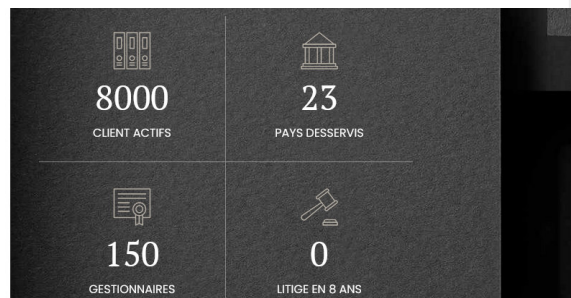 8000
CLIENT ACTIFS
23
PAYS DESSERVIS
150
GESTIONNAIRES
0
LITIGE EN 8 ANS